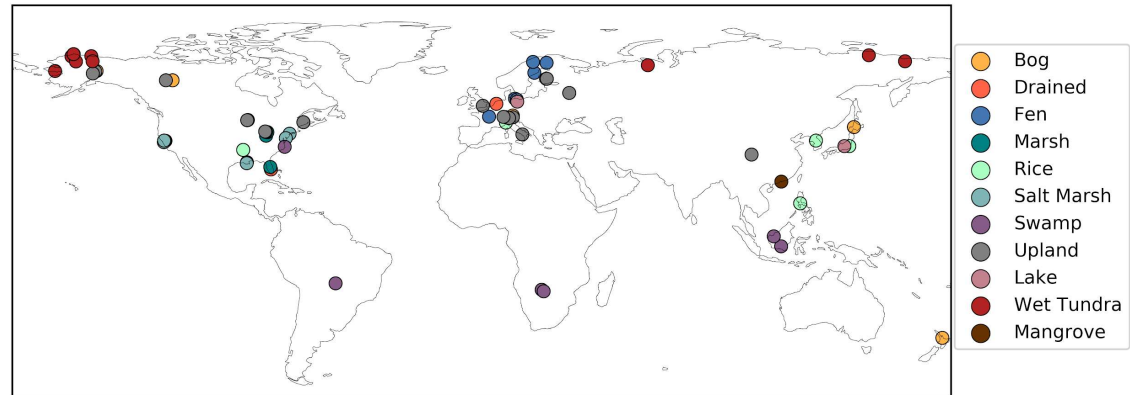 Bog
Drained
Fen
Marsh
Rice
Salt Marsh
Swamp
Upland
Lake
Wet Tundra
Mangrove